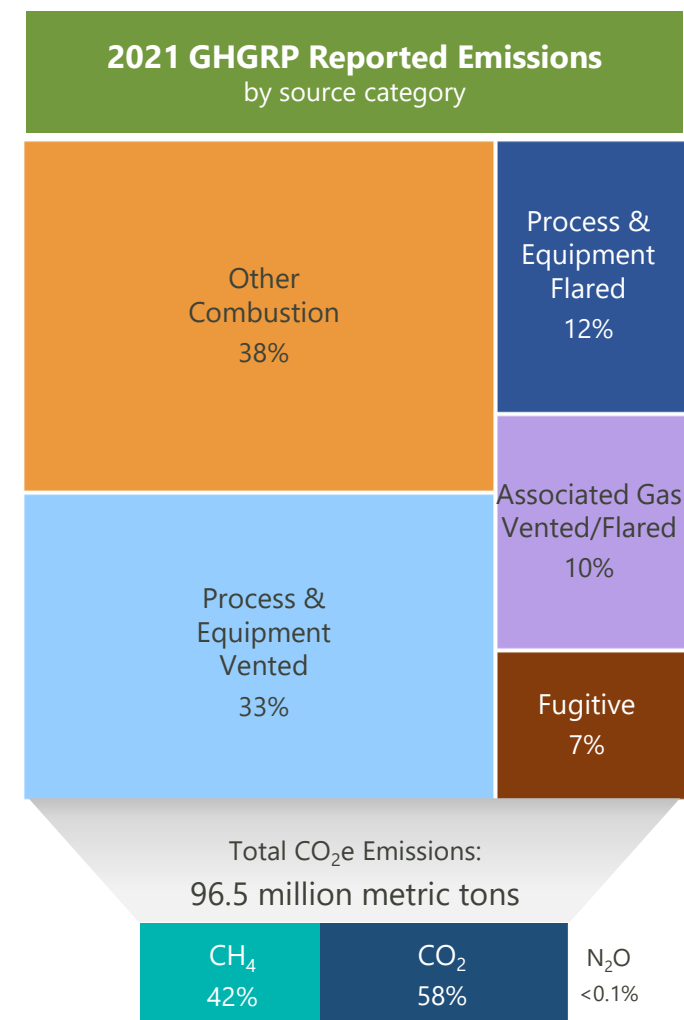 2021 GHGRP Reported Emissions
by source category
Other
Combustion
38%
Process &
Equipment
Vented
33%
Process &
Equipment
Flared
12%
Associated Gas
Vented/Flared
10%
Fugitive
7%
Total CO₂e Emissions:
96.5 million metric tons
CH₄
42%
CO₂
58%
N₂O
<0.1%